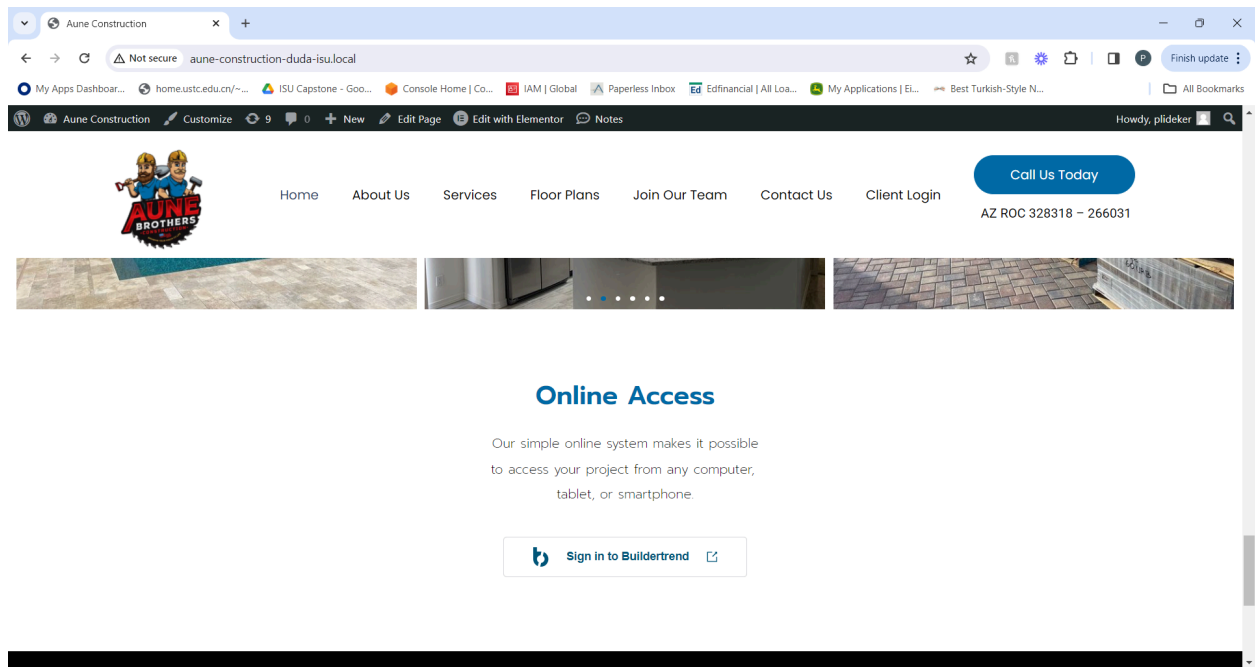 Aune Construction
Not secure aune-construction-duda-isu.local
Finish update
My Apps Dashboar... home.ustc.edu.cn/~... ISU Capstone - Goo... Console Home | Co... IAM | Global Paperless Inbox Edfinancial | All Loa... My Applications | Ei... Best Turkish-Style N... All Bookmarks
Aune Construction Customize 9 0 New Edit Page Edit with Elementor Notes Howdy, plideker
AUNE
BROTHERS
CONSTRUCTION
Home About Us Services Floor Plans Join Our Team Contact Us Client Login
Call Us Today
AZ ROC 328318 – 266031
Online Access
Our simple online system makes it possible
to access your project from any computer,
tablet, or smartphone.
Sign in to Buildertrend